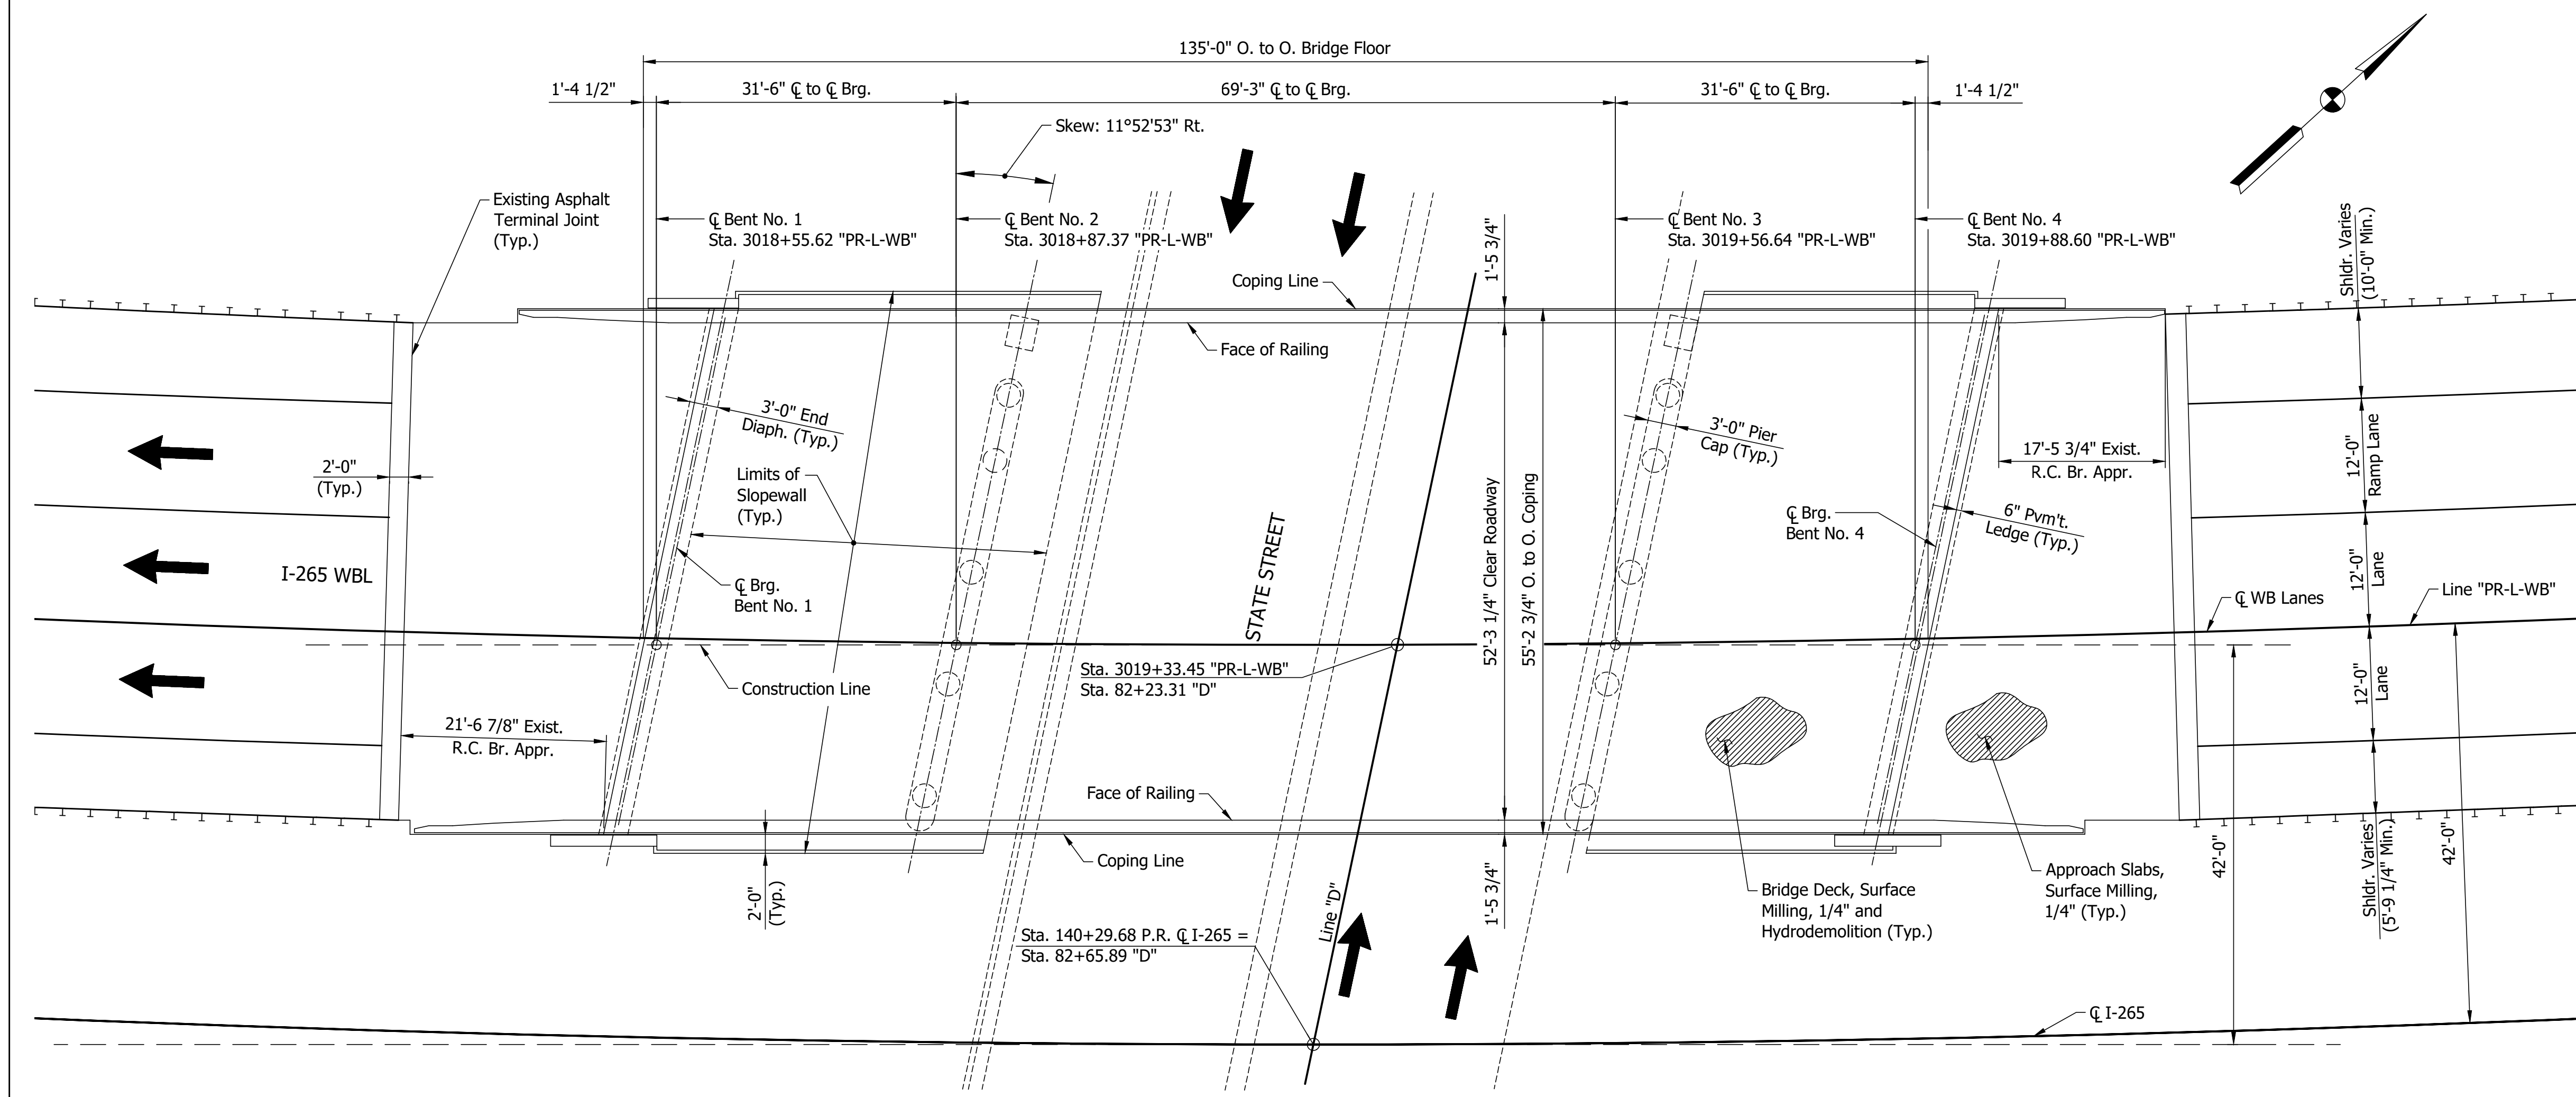 135'-0" O. to O. Bridge Floor
1'-4 1/2"
31'-6" ℄ to ℄ Brg.
69'-3" ℄ to ℄ Brg.
31'-6" ℄ to ℄ Brg.
1'-4 1/2"
Skew: 11°52'53" Rt.
Existing Asphalt
Terminal Joint
(Typ.)
℄ Bent No. 1
Sta. 3018+55.62 "PR-L-WB"
℄ Bent No. 2
Sta. 3018+87.37 "PR-L-WB"
℄ Bent No. 3
Sta. 3019+56.64 "PR-L-WB"
℄ Bent No. 4
Sta. 3019+88.60 "PR-L-WB"
1'-5 3/4"
Coping Line
Face of Railing
Shldr. Varies
(10'-0" Min.)
3'-0" End
Diaph. (Typ.)
3'-0" Pier
Cap (Typ.)
17'-5 3/4" Exist.
R.C. Br. Appr.
12'-0"
Ramp Lane
2'-0"
(Typ.)
Limits of
Slopewall
(Typ.)
52'-3 1/4" Clear Roadway
55'-2 3/4" O. to O. Coping
℄ Brg.
Bent No. 4
6" Pvm't.
Ledge (Typ.)
STATE STREET
12'-0"
Lane
I-265 WBL
℄ Brg.
Bent No. 1
℄ WB Lanes
Line "PR-L-WB"
Sta. 3019+33.45 "PR-L-WB"
Sta. 82+23.31 "D"
Construction Line
12'-0"
Lane
21'-6 7/8" Exist.
R.C. Br. Appr.
Face of Railing
Coping Line
2'-0"
(Typ.)
1'-5 3/4"
Line "D"
Bridge Deck, Surface
Milling, 1/4" and
Hydrodemolition (Typ.)
Approach Slabs,
Surface Milling,
1/4" (Typ.)
42'-0"
Shldr. Varies
(5'-9 1/4" Min.)
42'-0"
Sta. 140+29.68 P.R. ℄ I-265 =
Sta. 82+65.89 "D"
℄ I-265